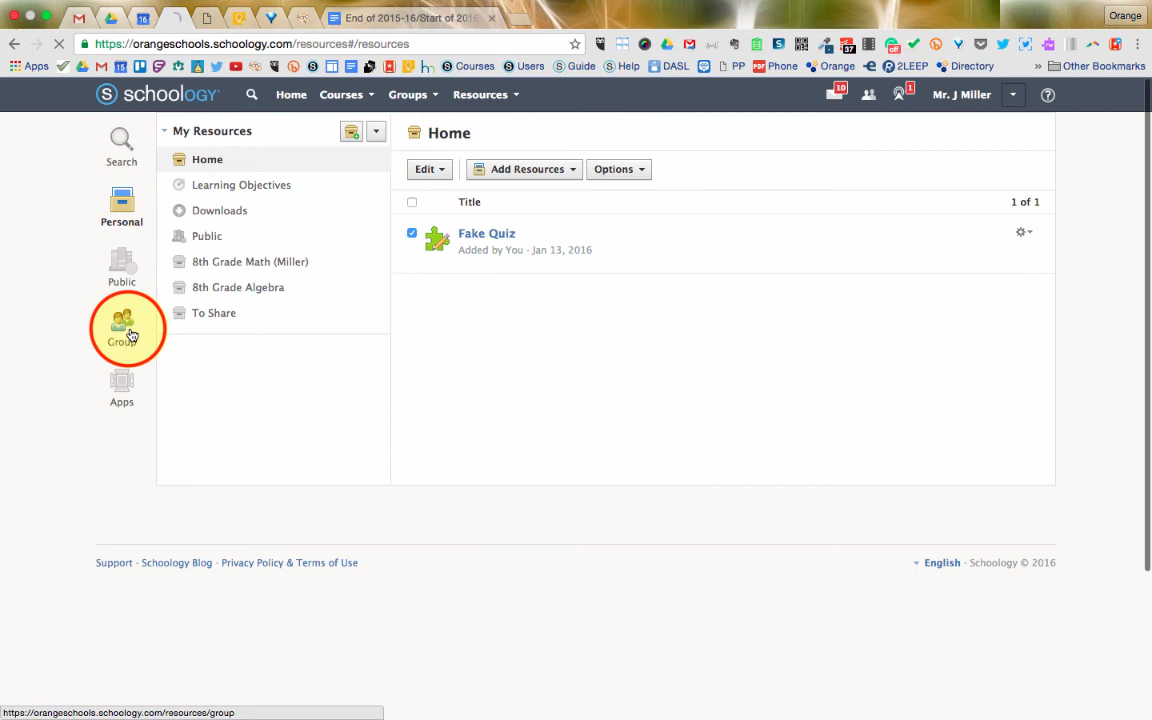 End of 2015-16/Start of 2016-
Orange
https://orangeschools.schoology.com/resources#/resources
Apps
Courses
Users
Guide
Help
DASL
PP
Phone
Orange
2LEEP
Directory
»
Other Bookmarks
schoology
Home
Courses
Groups
Resources
10
1
Mr. J Miller
Search
Personal
Public
Group
Apps
My Resources
Home
Learning Objectives
Downloads
Public
8th Grade Math (Miller)
8th Grade Algebra
To Share
Home
Edit
Add Resources
Options
Title
1 of 1
Fake Quiz
Added by You · Jan 13, 2016
Support · Schoology Blog · Privacy Policy & Terms of Use
English · Schoology © 2016
https://orangeschools.schoology.com/resources/group